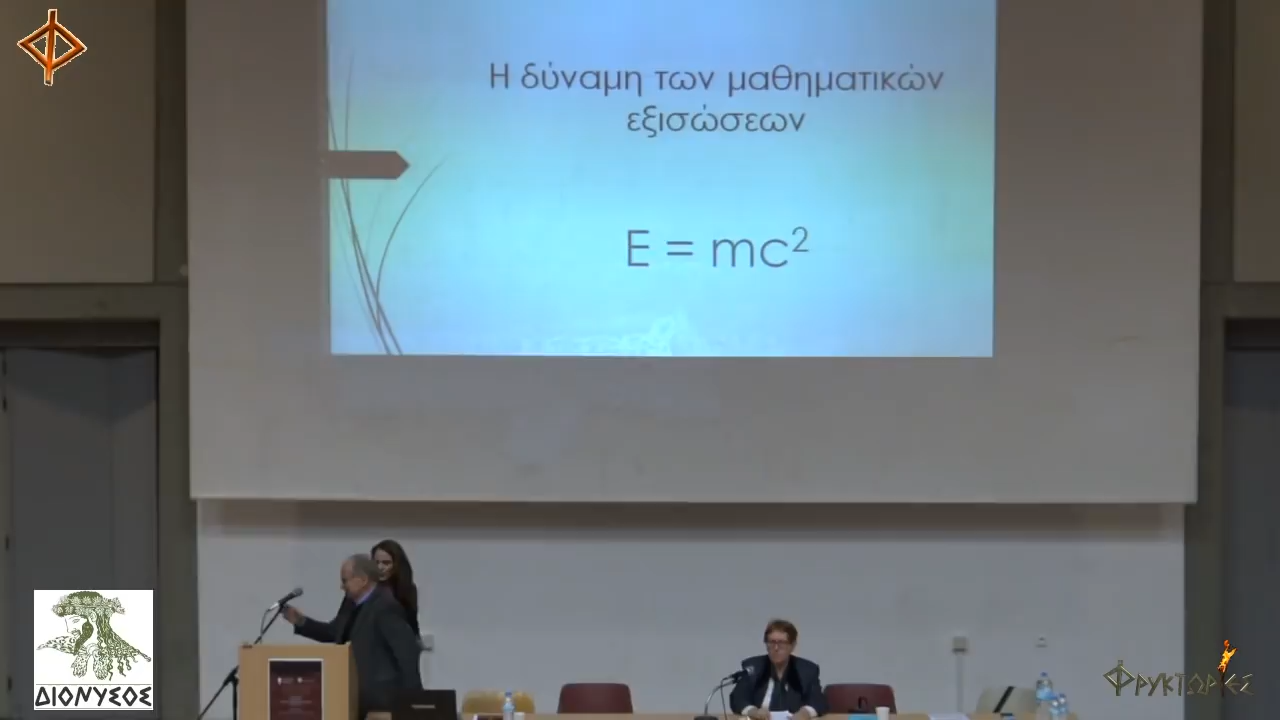 Η δύναμη των μαθηματικών
εξισώσεων
E = mc²
ΔΙΟΝΥΣΟΣ
ΦΡΥΚΤΩΡΙΕΣ